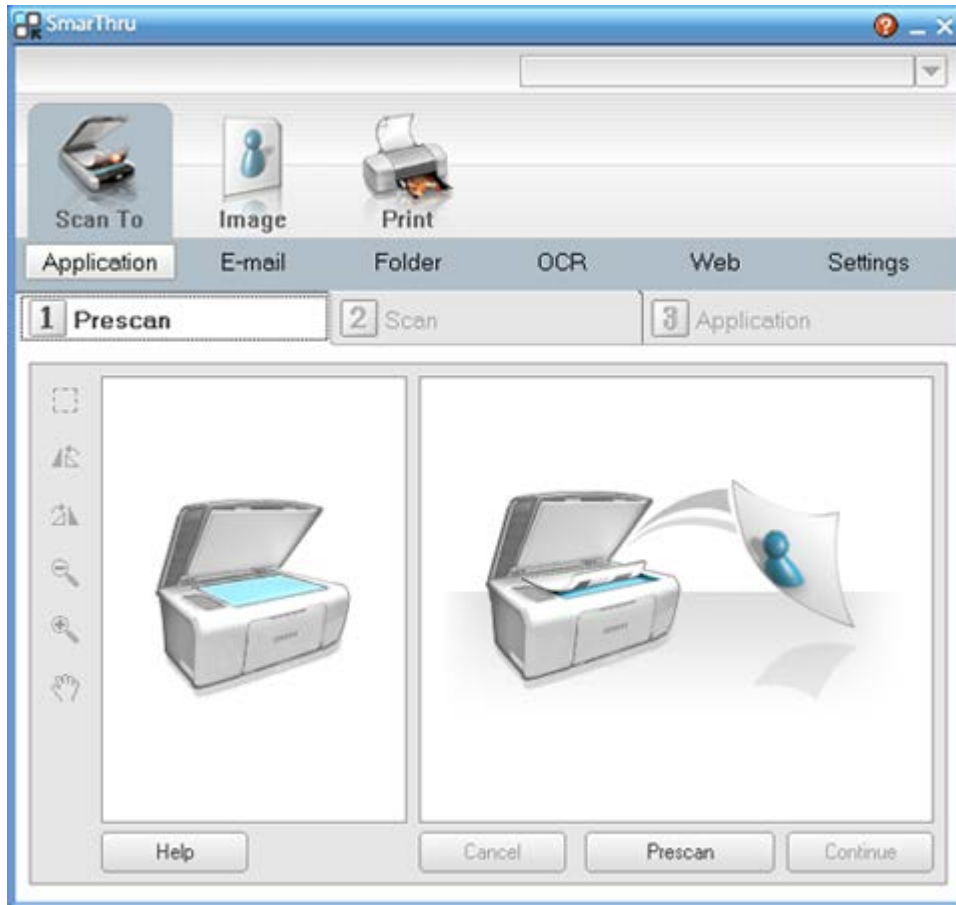 SmarThru
Scan To Image Print
Application E-mail Folder OCR Web Settings
1 Prescan 2 Scan 3 Application
Help Cancel Prescan Continue